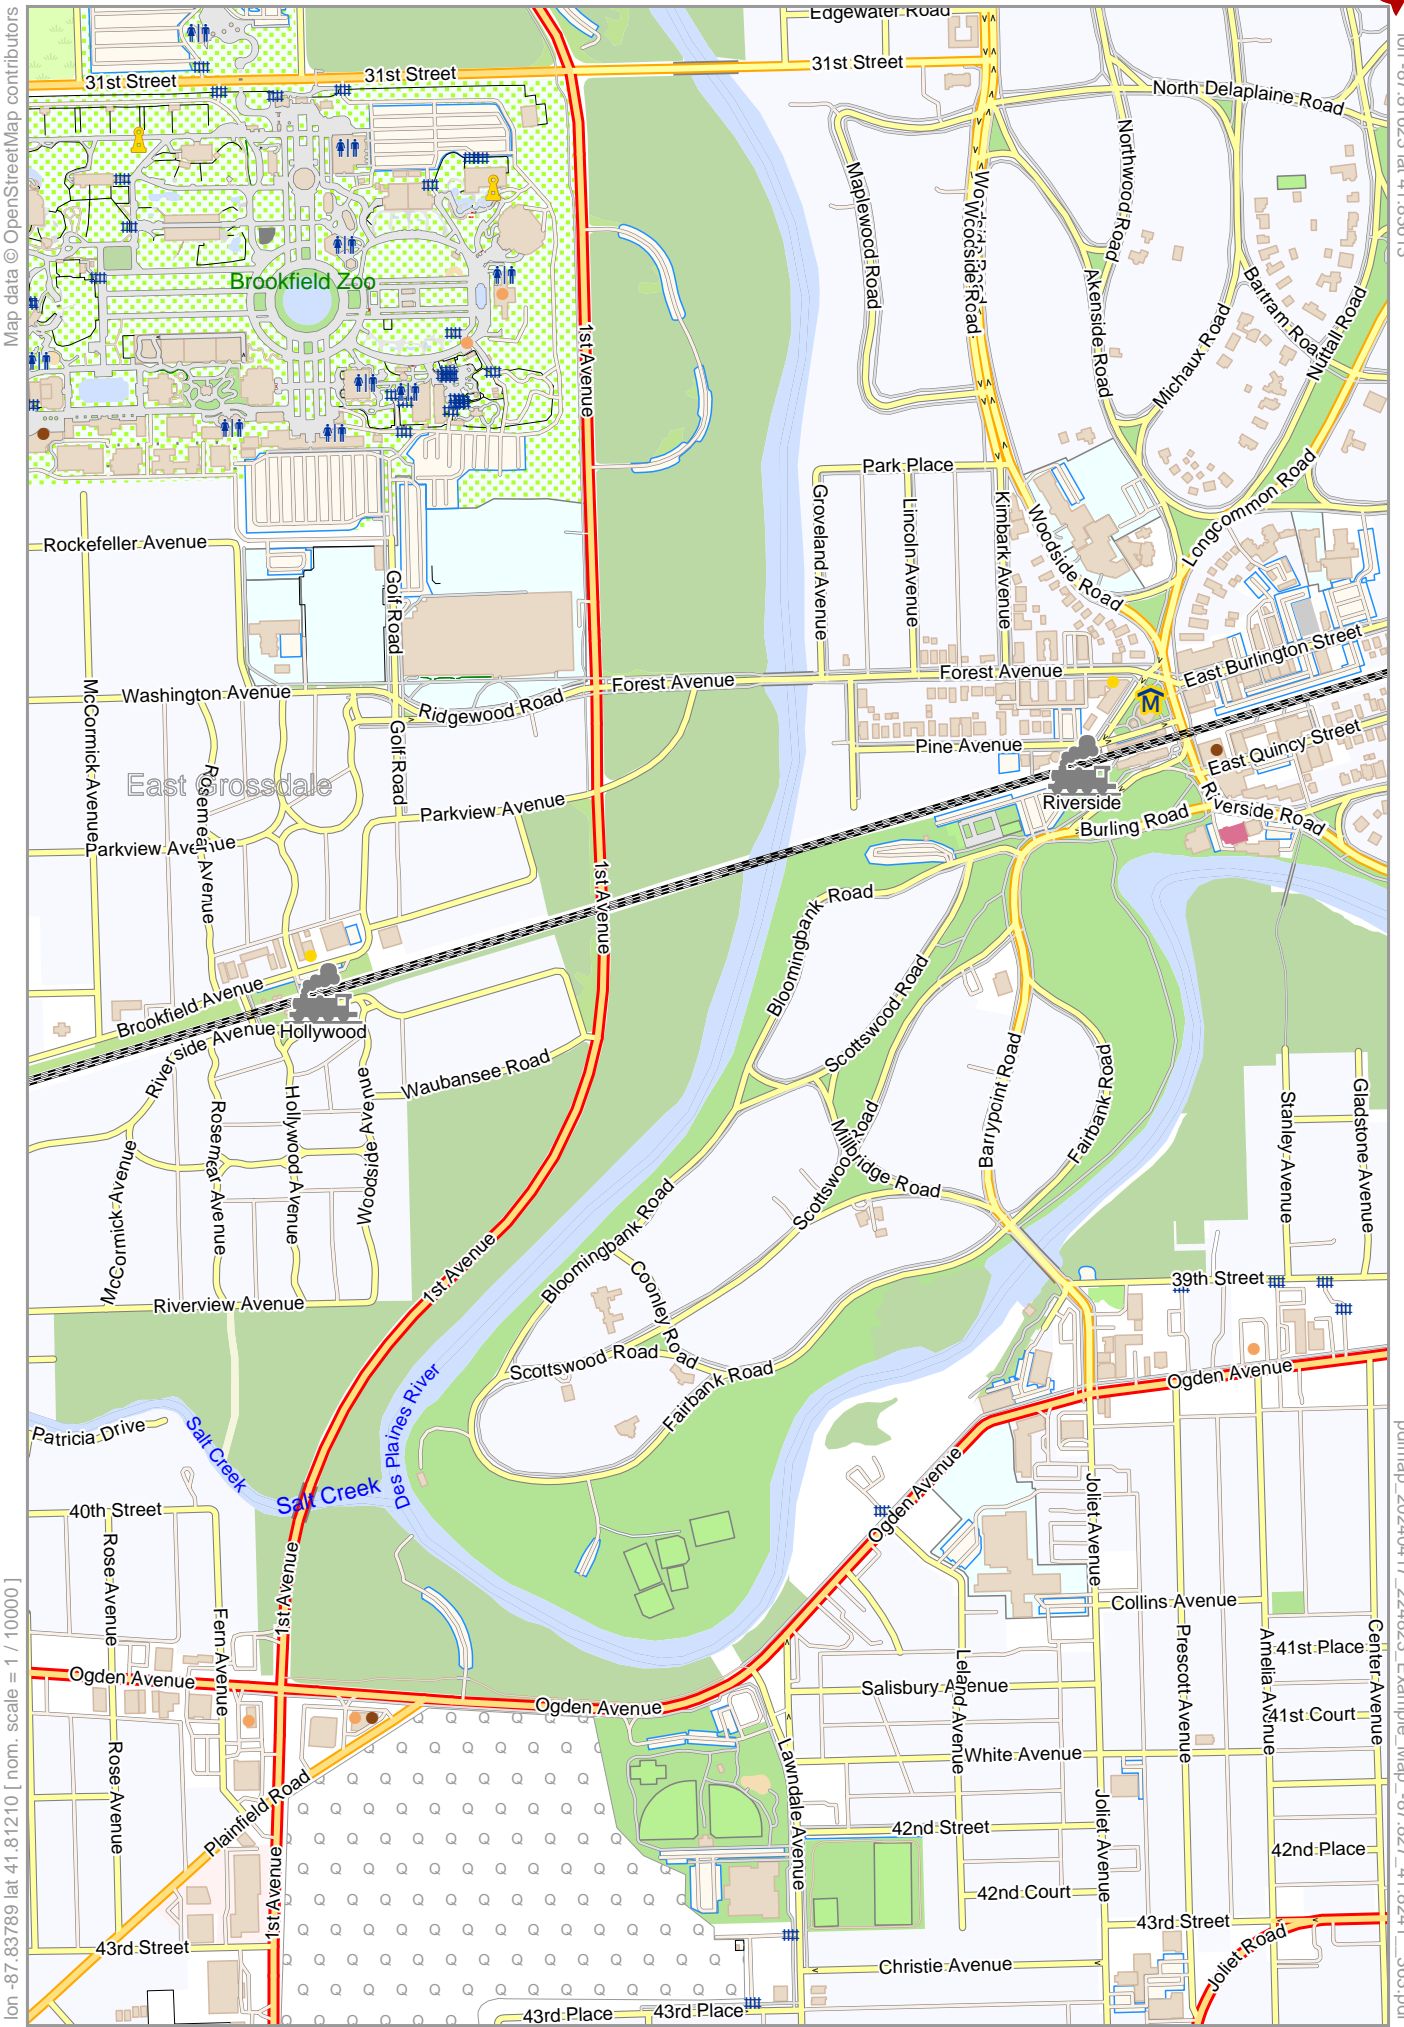 Edgewater Road
31st Street
31st Street
31st Street
North Delaplaine Road
Northwood Road
Maplewood Road
Woodside Road
Akenside Road
Bartram Road
Nuttall Road
Michaux Road
Brookfield Zoo
1st Avenue
Park Place
Longcommon Road
Groveland Avenue
Lincoln Avenue
Kimbark Avenue
Woodside Road
Rockefeller Avenue
Golf Road
East Burlington Street
Forest Avenue
Forest Avenue
Washington Avenue
Ridgewood Road
McCormick Avenue
Golf Road
M
Pine Avenue
East Quincy Street
East Grossdale
Rosemear Avenue
Riverside
Parkview Avenue
Burling Road
Riverside Road
Parkview Avenue
1st Avenue
Bloomingbank Road
Scottswood Road
Brookfield Avenue
Hollywood
Riverside Avenue
Waubansee Road
Barrypoint Road
Fairbank Road
Rosemear Avenue
Hollywood Avenue
Woodside Avenue
McCormick Avenue
Stanley Avenue
Gladstone Avenue
Millbridge Road
Scottswood Road
Bloomingbank Road
1st Avenue
Coonley Road
39th Street
Riverview Avenue
Scottswood Road
Fairbank Road
Ogden Avenue
Des Plaines River
Patricia Drive
Salt Creek
Salt Creek
Ogden Avenue
40th Street
Joliet Avenue
Rose Avenue
1st Avenue
Fern Avenue
Collins Avenue
Prescott Avenue
Amelia Avenue
Center Avenue
41st Place
Leland Avenue
Ogden Avenue
Salisbury Avenue
Ogden Avenue
41st Court
Rose Avenue
White Avenue
Lawndale Avenue
Joliet Avenue
Plainfield Road
42nd Street
42nd Place
1st Avenue
42nd Court
43rd Street
43rd Street
Joliet Road
Christie Avenue
43rd Place
43rd Place
Map data © OpenStreetMap contributors
lon -87.837789 lat 41.81210 [ nom. scale = 1 / 10000 ]